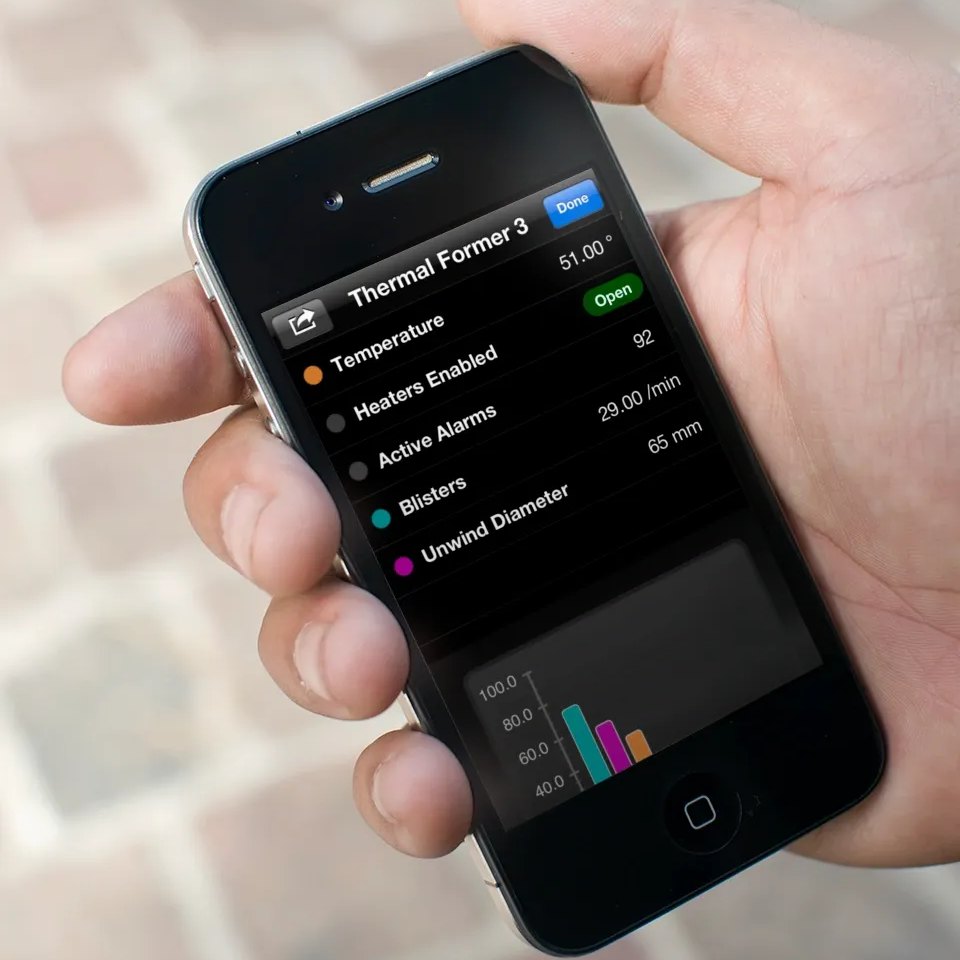 Thermal Former 3
Done
Temperature 51.00 °
Heaters Enabled Open
Active Alarms 92
Blisters 29.00 /min
Unwind Diameter 65 mm
100.0
80.0
60.0
40.0